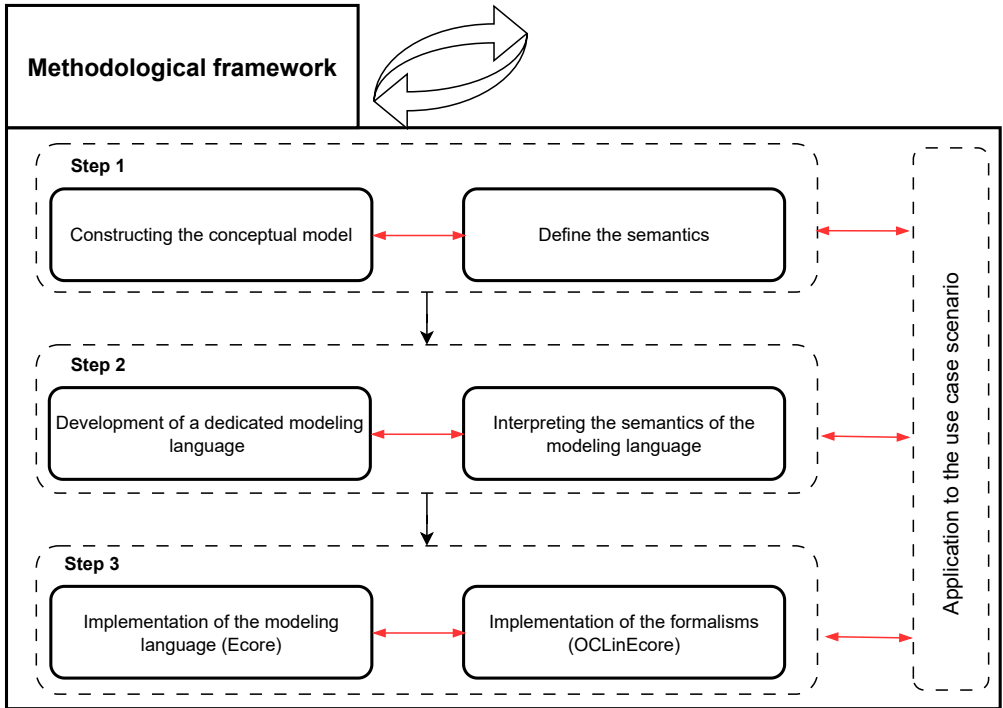 Methodological framework
Step 1
Constructing the conceptual model
Define the semantics
Step 2
Development of a dedicated modeling
language
Interpreting the semantics of the
modeling language
Step 3
Implementation of the modeling
language (Ecore)
Implementation of the formalisms
(OCLinEcore)
Application to the use case scenario